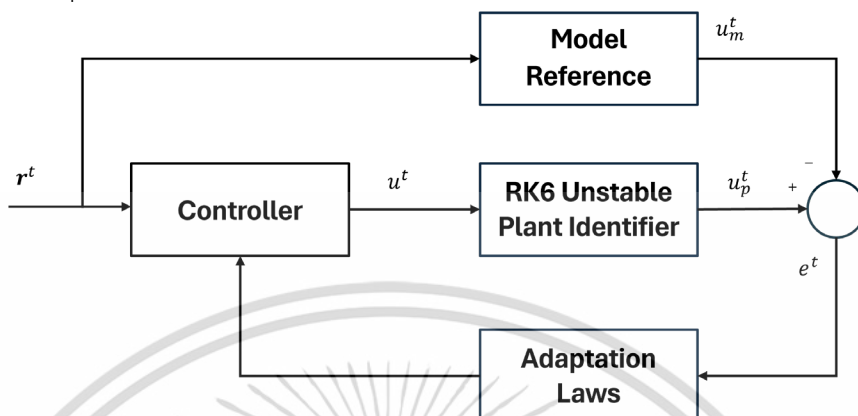 Model
Reference
u_m^t
r^t
Controller
u^t
RK6 Unstable
Plant Identifier
u_p^t
−
+
e^t
Adaptation
Laws